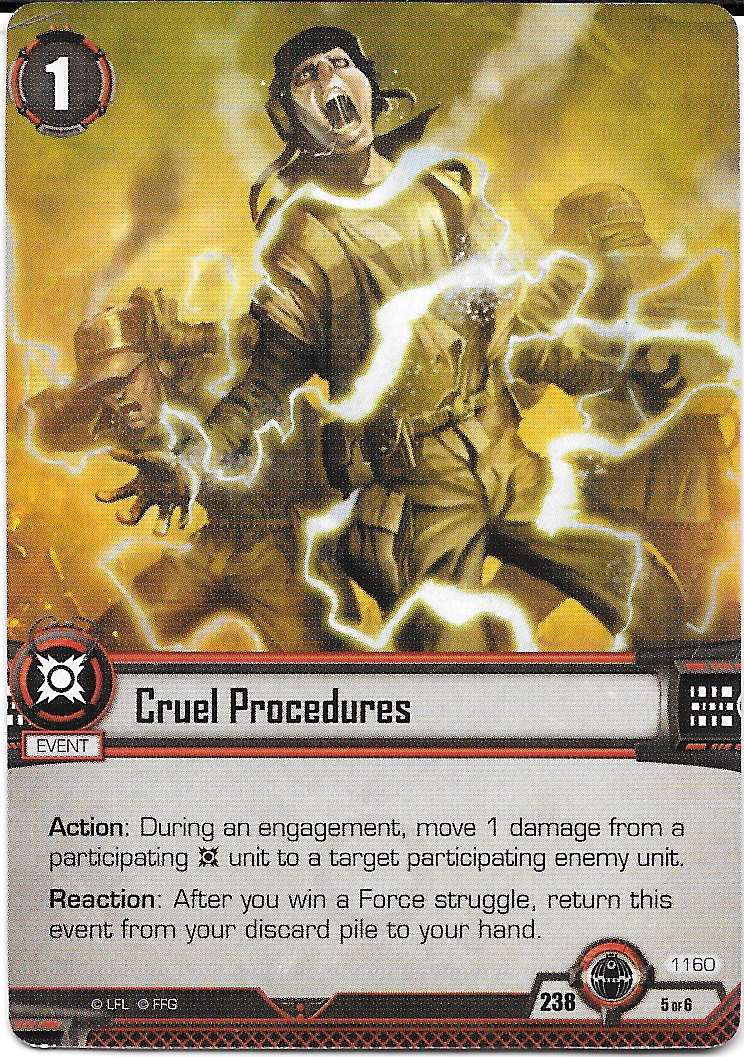 1
Cruel Procedures
EVENT
Action: During an engagement, move 1 damage from a
participating unit to a target participating enemy unit.
Reaction: After you win a Force struggle, return this
event from your discard pile to your hand.
1160
© LFL © FFG
238
5 OF 6